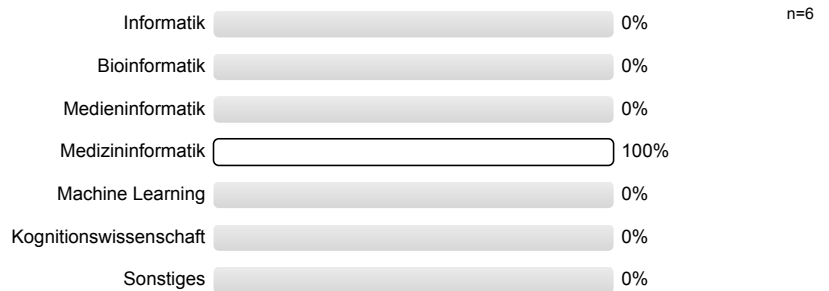 Informatik 0% n=6
Bioinformatik 0%
Medieninformatik 0%
Medizininformatik 100%
Machine Learning 0%
Kognitionswissenschaft 0%
Sonstiges 0%